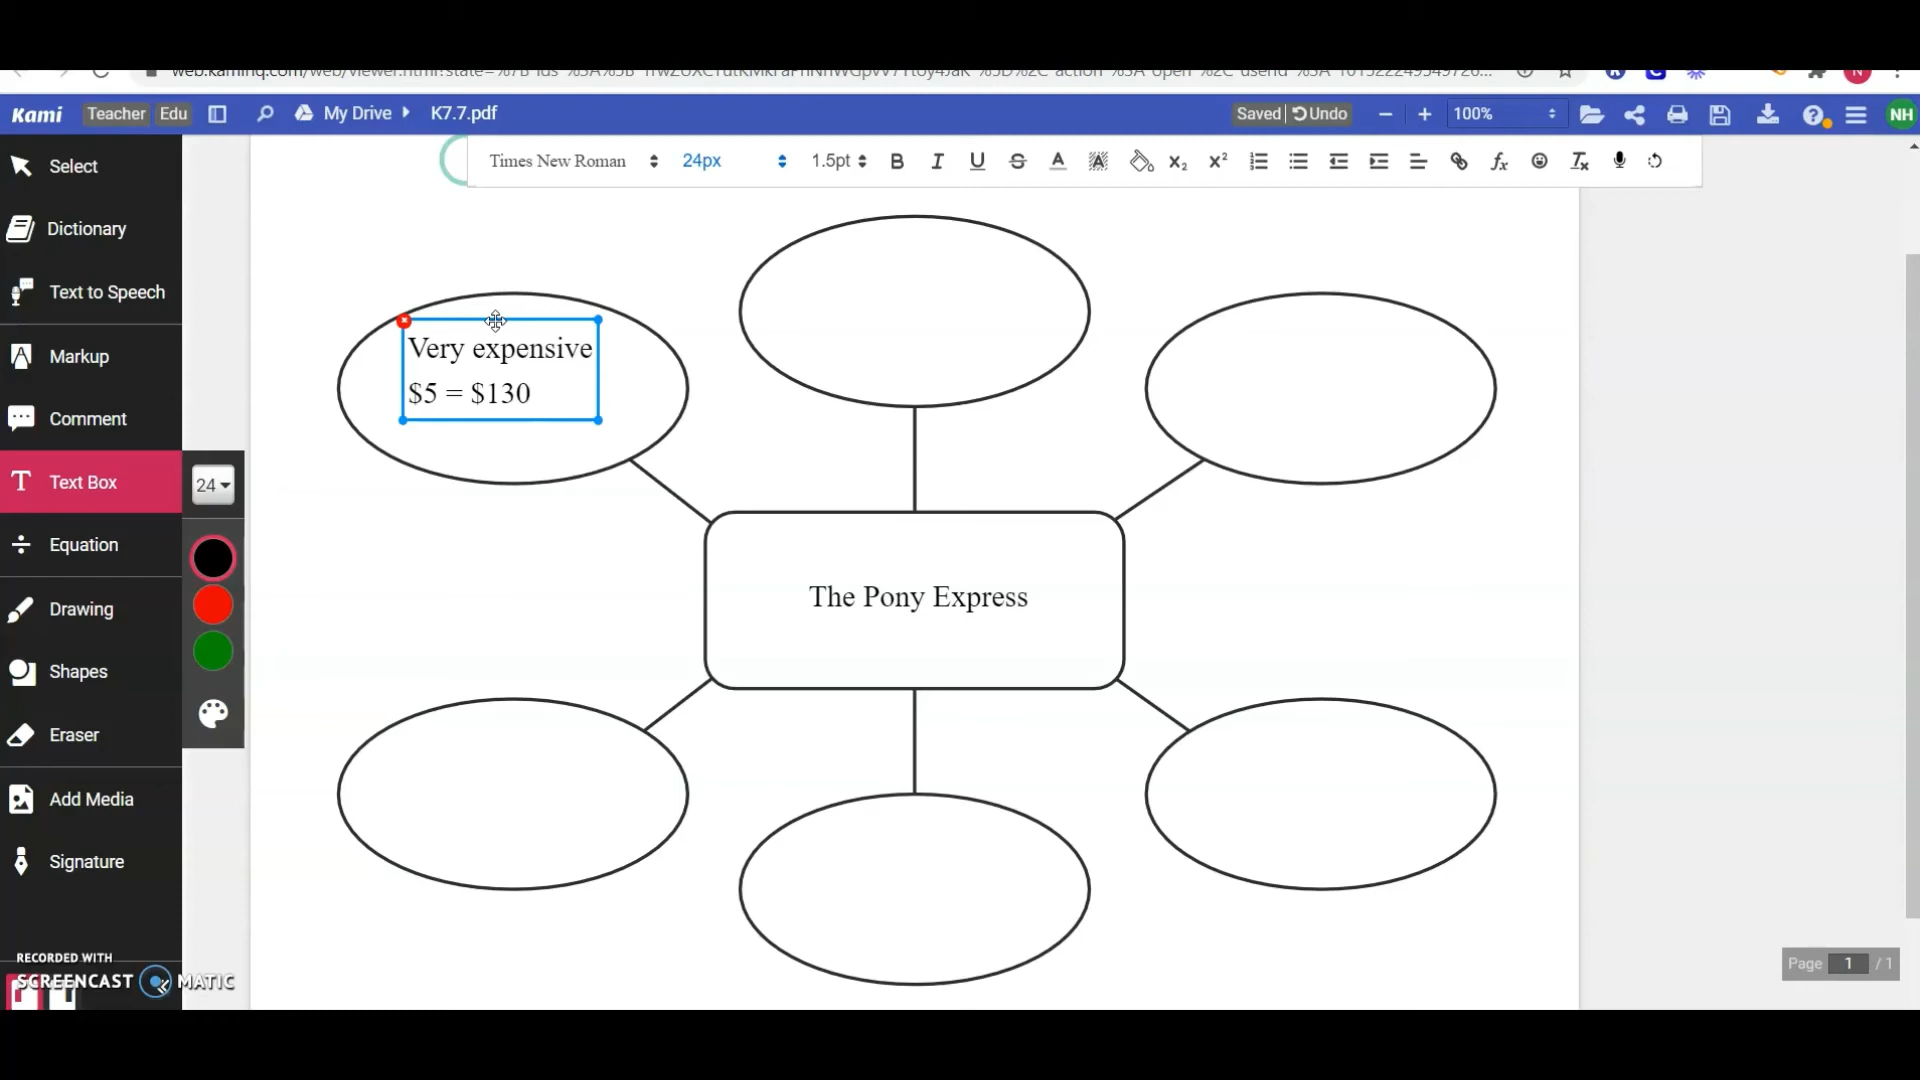 Kami Teacher Edu My Drive K7.7.pdf Saved Undo 100% NH
Times New Roman 24px 1.5pt
Select
Dictionary
Text to Speech
Markup
Comment
Text Box
24
Equation
Drawing
Shapes
Eraser
Add Media
Signature
Very expensive
$5 = $130
The Pony Express
Page 1 / 1
RECORDED WITH
SCREENCAST MATIC